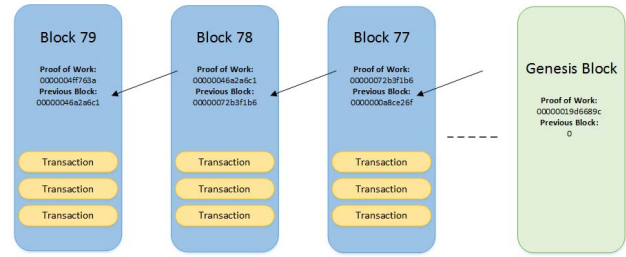 Block 79
Proof of Work:
0000004ff763a
Previous Block:
00000046a2a6c1
Transaction
Transaction
Transaction
Block 78
Proof of Work:
00000046a2a6c1
Previous Block:
00000072b3f1b6
Transaction
Transaction
Transaction
Block 77
Proof of Work:
00000072b3f1b6
Previous Block:
0000000a8ce26f
Transaction
Transaction
Transaction
Genesis Block
Proof of Work:
00000019d6689c
Previous Block:
0